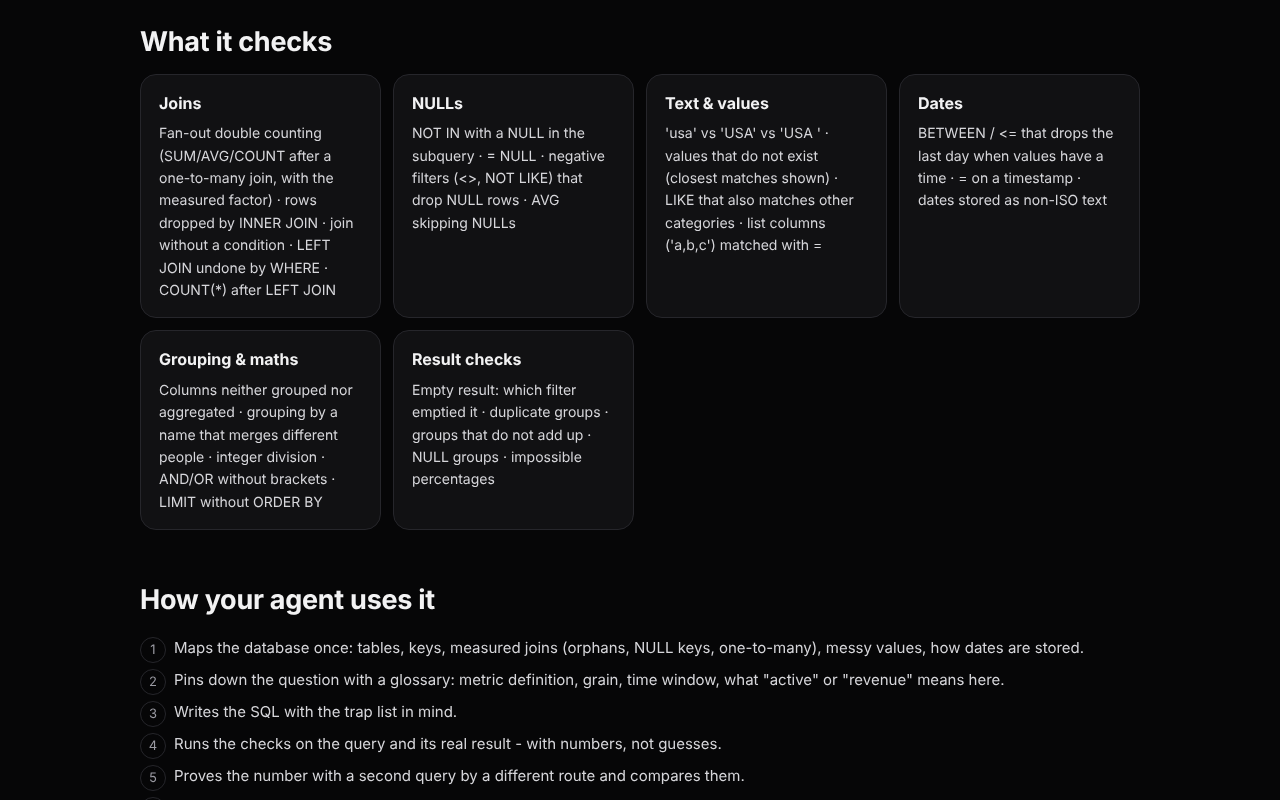 What it checks
Joins
Fan-out double counting
(SUM/AVG/COUNT after a
one-to-many join, with the
measured factor) · rows
dropped by INNER JOIN · join
without a condition · LEFT
JOIN undone by WHERE ·
COUNT(*) after LEFT JOIN
NULLs
NOT IN with a NULL in the
subquery · = NULL · negative
filters (<>, NOT LIKE) that
drop NULL rows · AVG
skipping NULLs
Text & values
'usa' vs 'USA' vs 'USA ' ·
values that do not exist
(closest matches shown) ·
LIKE that also matches other
categories · list columns
('a,b,c') matched with =
Dates
BETWEEN / <= that drops the
last day when values have a
time · = on a timestamp ·
dates stored as non-ISO text
Grouping & maths
Columns neither grouped nor
aggregated · grouping by a
name that merges different
people · integer division ·
AND/OR without brackets ·
LIMIT without ORDER BY
Result checks
Empty result: which filter
emptied it · duplicate groups ·
groups that do not add up ·
NULL groups · impossible
percentages
How your agent uses it
1 Maps the database once: tables, keys, measured joins (orphans, NULL keys, one-to-many), messy values, how dates are stored.
2 Pins down the question with a glossary: metric definition, grain, time window, what "active" or "revenue" means here.
3 Writes the SQL with the trap list in mind.
4 Runs the checks on the query and its real result - with numbers, not guesses.
5 Proves the number with a second query by a different route and compares them.